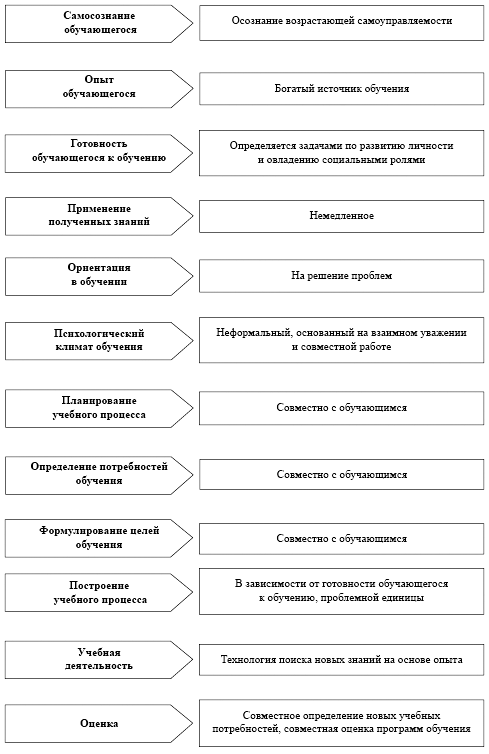 Самосознание
обучающегося
Осознание возрастающей самоуправляемости
Опыт
обучающегося
Богатый источник обучения
Готовность
обучающегося к обучению
Определяется задачами по развитию личности
и овладению социальными ролями
Применение
полученных знаний
Немедленное
Ориентация
в обучении
На решение проблем
Психологический
климат обучения
Неформальный, основанный на взаимном уважении
и совместной работе
Планирование
учебного процесса
Совместно с обучающимся
Определение потребностей
обучения
Совместно с обучающимся
Формулирование целей
обучения
Совместно с обучающимся
Построение
учебного процесса
В зависимости от готовности обучающегося
к обучению, проблемной единицы
Учебная
деятельность
Технология поиска новых знаний на основе опыта
Оценка
Совместное определение новых учебных
потребностей, совместная оценка программ обучения